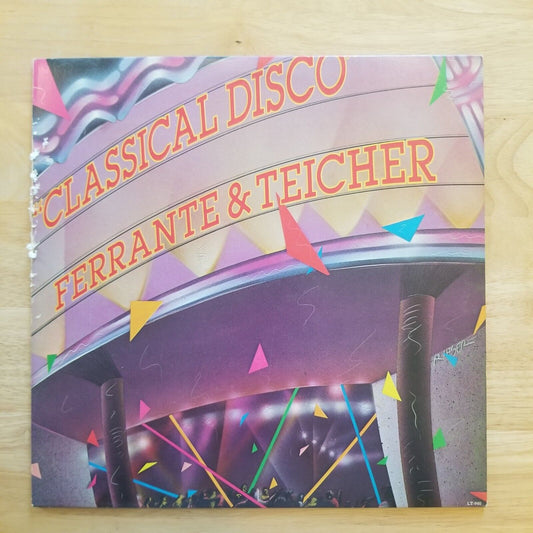 CLASSICAL DISCO
FERRANTE & TEICHER